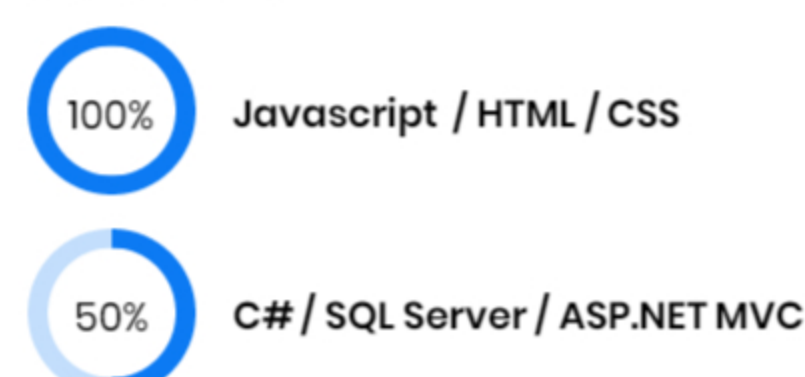 100% Javascript / HTML / CSS
50% C# / SQL Server / ASP.NET MVC